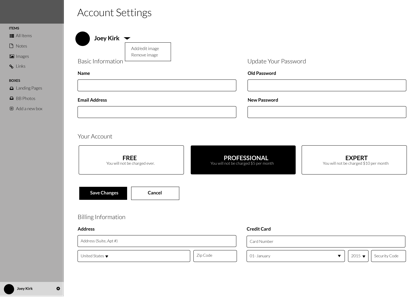 Account Settings
Joey Kirk
Add/edit image
Remove image
ITEMS
All Items
Notes
Images
Links
BOXES
Landing Pages
BB Photos
Add a new box
Basic Information
Update Your Password
Name
Old Password
Email Address
New Password
Your Account
FREE
You will not be charged now.
PROFESSIONAL
You will not be charged $5 per month
EXPERT
You will not be charged $10 per month
Save Changes
Cancel
Billing Information
Address
Credit Card
Address (Suite, Apt #)
Card Number
United States
Zip Code
01- January
2015
Security Code
Joey Kirk